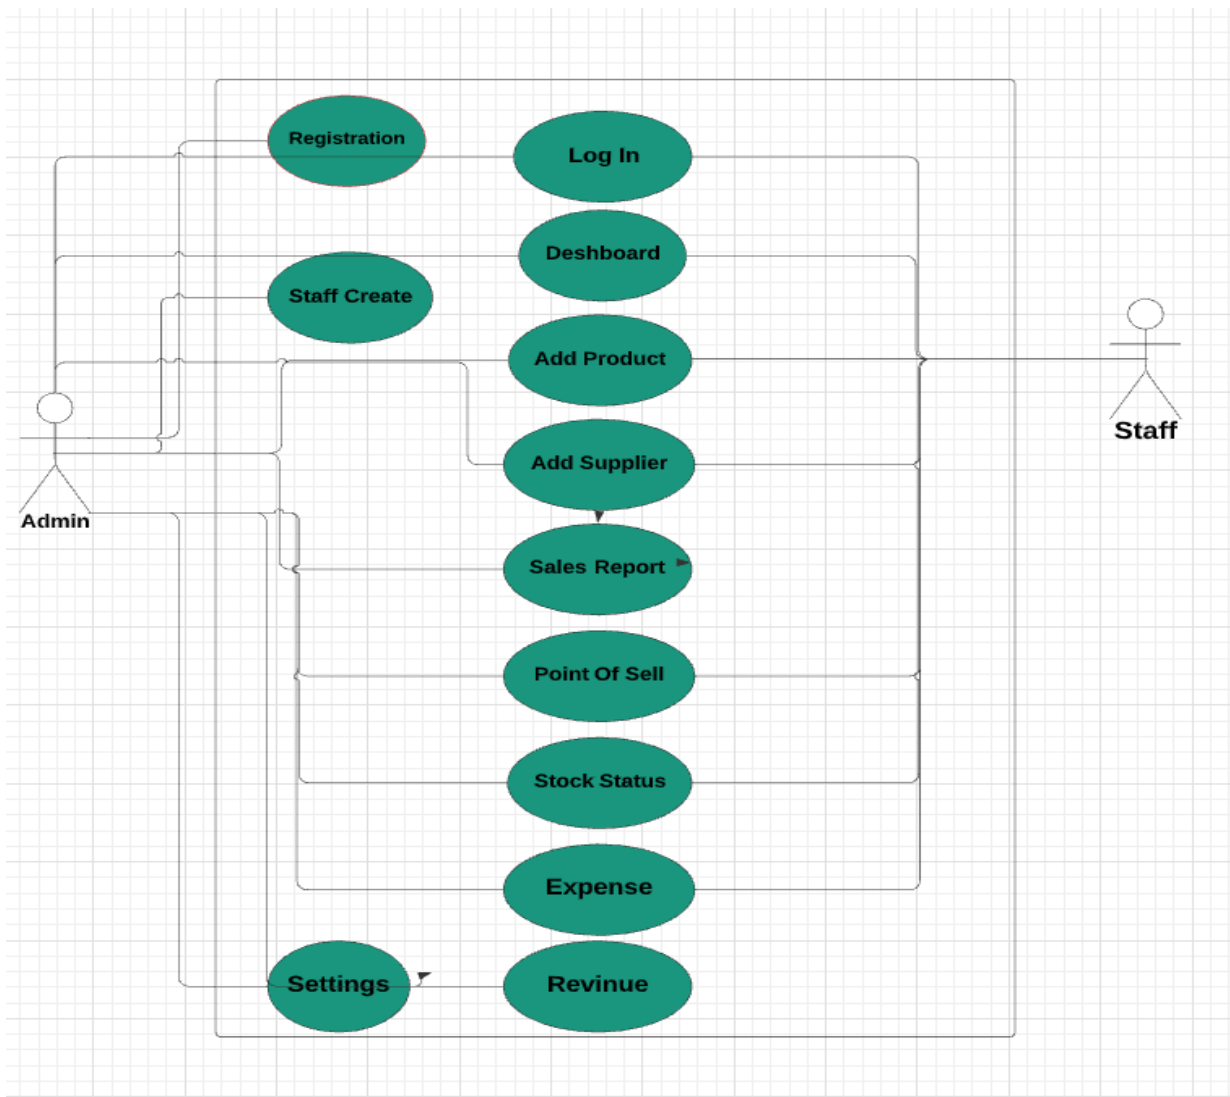 Registration
Log In
Deshboard
Staff Create
Add Product
Staff
Add Supplier
Admin
Sales Report
Point Of Sell
Stock Status
Expense
Settings
Revinue